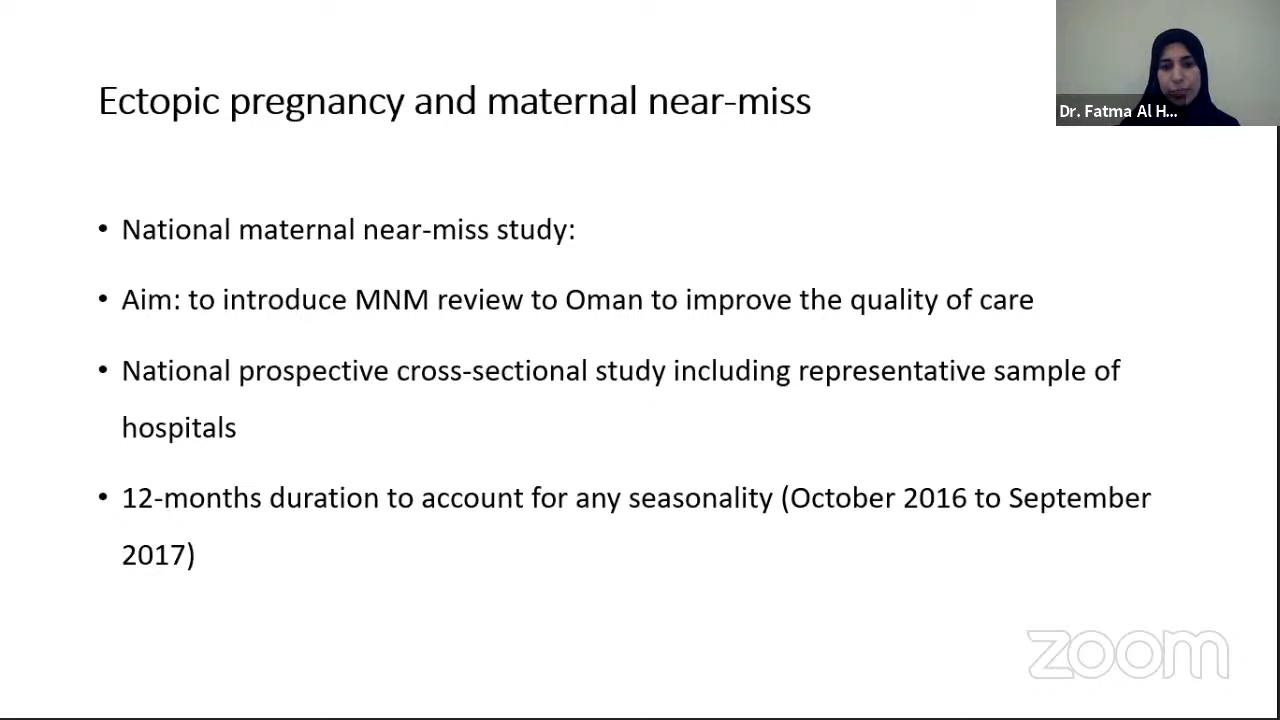 Ectopic pregnancy and maternal near-miss
Dr. Fatma Al H...
• National maternal near-miss study:
• Aim: to introduce MNM review to Oman to improve the quality of care
• National prospective cross-sectional study including representative sample of
hospitals
• 12-months duration to account for any seasonality (October 2016 to September
2017)
zoom